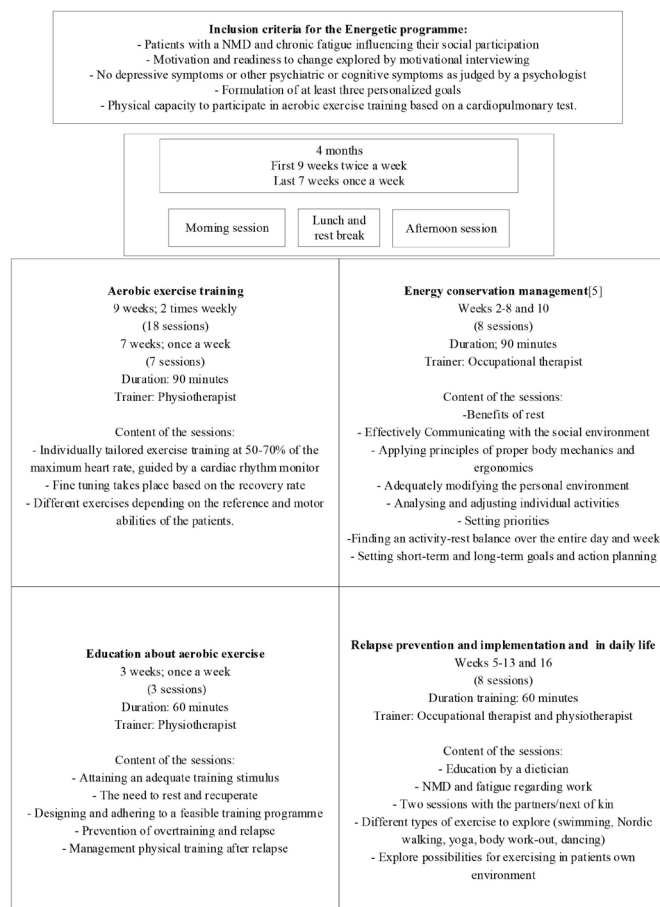 Inclusion criteria for the Energetic programme:
- Patients with a NMD and chronic fatigue influencing their social participation
- Motivation and readiness to change explored by motivational interviewing
- No depressive symptoms or other psychiatric or cognitive symptoms as judged by a psychologist
- Formulation of at least three personalized goals
- Physical capacity to participate in aerobic exercise training based on a cardiopulmonary test.
4 months
First 9 weeks twice a week
Last 7 weeks once a week
Morning session
Lunch and
rest break
Afternoon session
Aerobic exercise training
9 weeks; 2 times weekly
(18 sessions)
7 weeks; once a week
(7 sessions)
Duration: 90 minutes
Trainer: Physiotherapist
Content of the sessions:
- Individually tailored exercise training at 50-70% of the
maximum heart rate, guided by a cardiac rhythm monitor
- Fine tuning takes place based on the recovery rate
- Different exercises depending on the reference and motor
abilities of the patients.
Energy conservation management[5]
Weeks 2-8 and 10
(8 sessions)
Duration; 90 minutes
Trainer: Occupational therapist
Content of the sessions:
-Benefits of rest
- Effectively Communicating with the social environment
- Applying principles of proper body mechanics and
ergonomics
- Adequately modifying the personal environment
- Analysing and adjusting individual activities
- Setting priorities
-Finding an activity-rest balance over the entire day and week
- Setting short-term and long-term goals and action planning
Education about aerobic exercise
3 weeks; once a week
(3 sessions)
Duration: 60 minutes
Trainer: Physiotherapist
Content of the sessions:
- Attaining an adequate training stimulus
- The need to rest and recuperate
- Designing and adhering to a feasible training programme
- Prevention of overtraining and relapse
- Management physical training after relapse
Relapse prevention and implementation and in daily life
Weeks 5-13 and 16
(8 sessions)
Duration training: 60 minutes
Trainer: Occupational therapist and physiotherapist
Content of the sessions:
- Education by a dietician
- NMD and fatigue regarding work
- Two sessions with the partners/next of kin
- Different types of exercise to explore (swimming, Nordic
walking, yoga, body work-out, dancing)
- Explore possibilities for exercising in patients own
environment